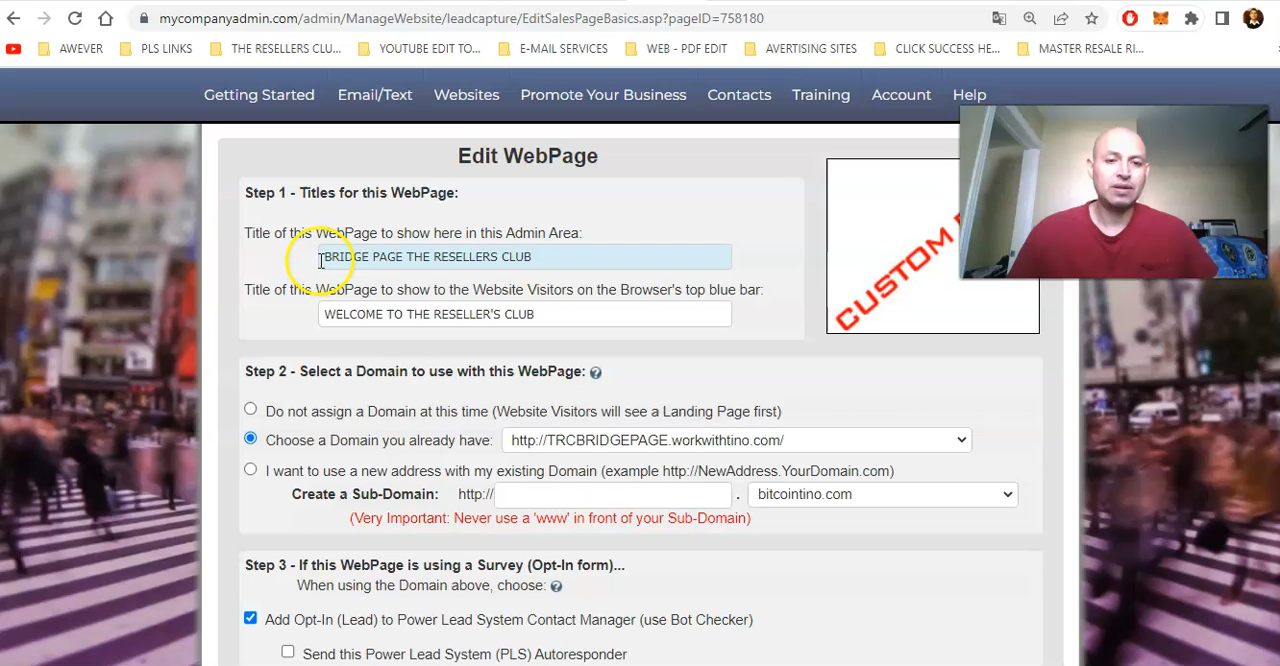 mycompanyadmin.com/admin/ManageWebsite/leadcapture/EditSalesPageBasics.asp?pageID=758180
AWEVER PLS LINKS THE RESELLERS CLU... YOUTUBE EDIT TO... E-MAIL SERVICES WEB - PDF EDIT AVERTISING SITES CLICK SUCCESS HE... MASTER RESALE RI...
Getting Started Email/Text Websites Promote Your Business Contacts Training Account Help
Edit WebPage
Step 1 - Titles for this WebPage:
Title of this WebPage to show here in this Admin Area:
BRIDGE PAGE THE RESELLERS CLUB
Title of this WebPage to show to the Website Visitors on the Browser's top blue bar:
WELCOME TO THE RESELLER'S CLUB
CUSTOM
Step 2 - Select a Domain to use with this WebPage:
Do not assign a Domain at this time (Website Visitors will see a Landing Page first)
Choose a Domain you already have: http://TRCBRIDGEPAGE.workwithtino.com/
I want to use a new address with my existing Domain (example http://NewAddress.YourDomain.com)
Create a Sub-Domain: http:// . bitcointino.com
(Very Important: Never use a 'www' in front of your Sub-Domain)
Step 3 - If this WebPage is using a Survey (Opt-In form)...
When using the Domain above, choose:
Add Opt-In (Lead) to Power Lead System Contact Manager (use Bot Checker)
Send this Power Lead System (PLS) Autoresponder